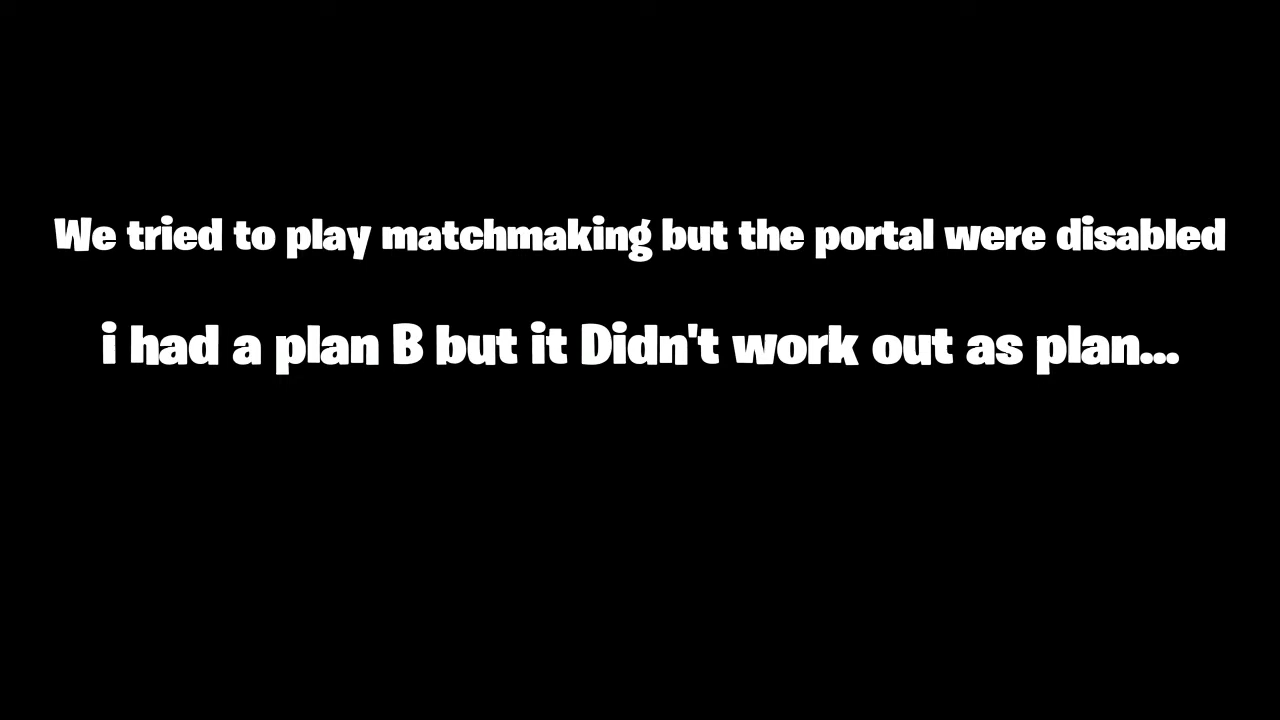 We tried to play matchmaking but the portal were disabled
i had a plan B but it Didn't work out as plan...